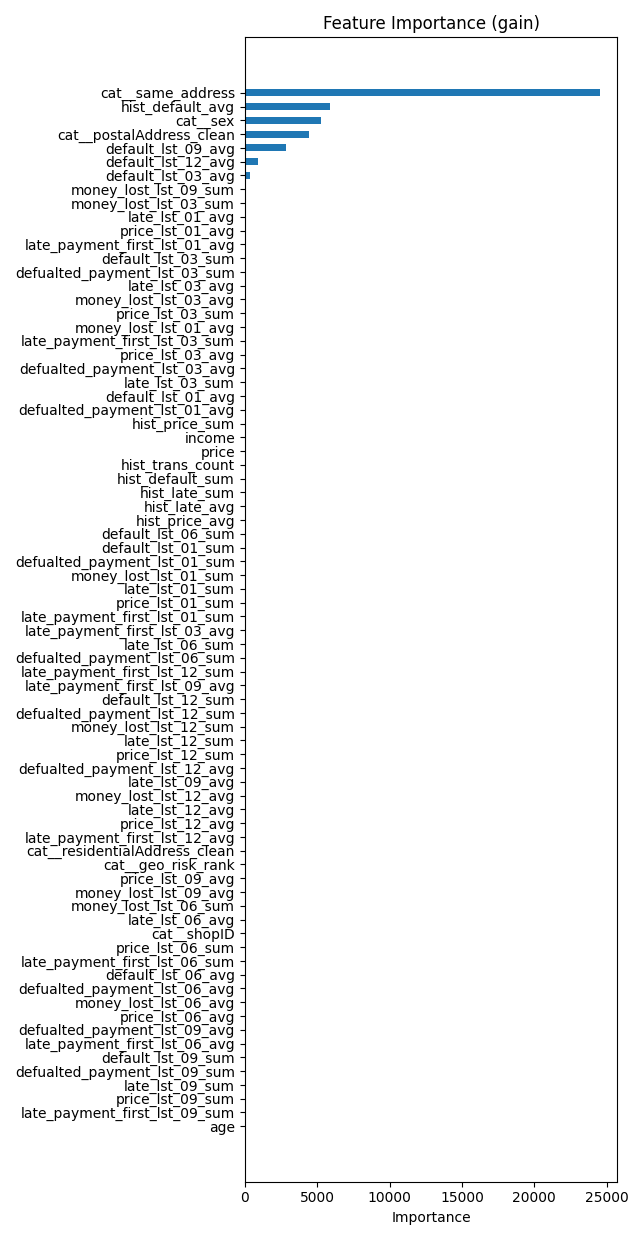 Feature Importance (gain)
cat__same_address
hist_default_avg
cat__sex
cat__postalAddress_clean
default_lst_09_avg
default_lst_12_avg
default_lst_03_avg
money_lost_lst_09_sum
money_lost_lst_03_sum
late_lst_01_avg
price_lst_01_avg
late_payment_first_lst_01_avg
default_lst_03_sum
defualted_payment_lst_03_sum
late_lst_03_avg
money_lost_lst_03_avg
price_lst_03_sum
money_lost_lst_01_avg
late_payment_first_lst_03_sum
price_lst_03_avg
defualted_payment_lst_03_avg
late_lst_03_sum
default_lst_01_avg
defualted_payment_lst_01_avg
hist_price_sum
income
price
hist_trans_count
hist_default_sum
hist_late_sum
hist_late_avg
hist_price_avg
default_lst_06_sum
default_lst_01_sum
defualted_payment_lst_01_sum
money_lost_lst_01_sum
late_lst_01_sum
price_lst_01_sum
late_payment_first_lst_01_sum
late_payment_first_lst_03_avg
late_lst_06_sum
defualted_payment_lst_06_sum
late_payment_first_lst_12_sum
late_payment_first_lst_09_avg
default_lst_12_sum
defualted_payment_lst_12_sum
money_lost_lst_12_sum
late_lst_12_sum
price_lst_12_sum
defualted_payment_lst_12_avg
late_lst_09_avg
money_lost_lst_12_avg
late_lst_12_avg
price_lst_12_avg
late_payment_first_lst_12_avg
cat__residentialAddress_clean
cat__geo_risk_rank
price_lst_09_avg
money_lost_lst_09_avg
money_lost_lst_06_sum
late_lst_06_avg
cat__shopID
price_lst_06_sum
late_payment_first_lst_06_sum
default_lst_06_avg
defualted_payment_lst_06_avg
money_lost_lst_06_avg
price_lst_06_avg
defualted_payment_lst_09_avg
late_payment_first_lst_06_avg
default_lst_09_sum
defualted_payment_lst_09_sum
late_lst_09_sum
price_lst_09_sum
late_payment_first_lst_09_sum
age
0 5000 10000 15000 20000 25000
Importance